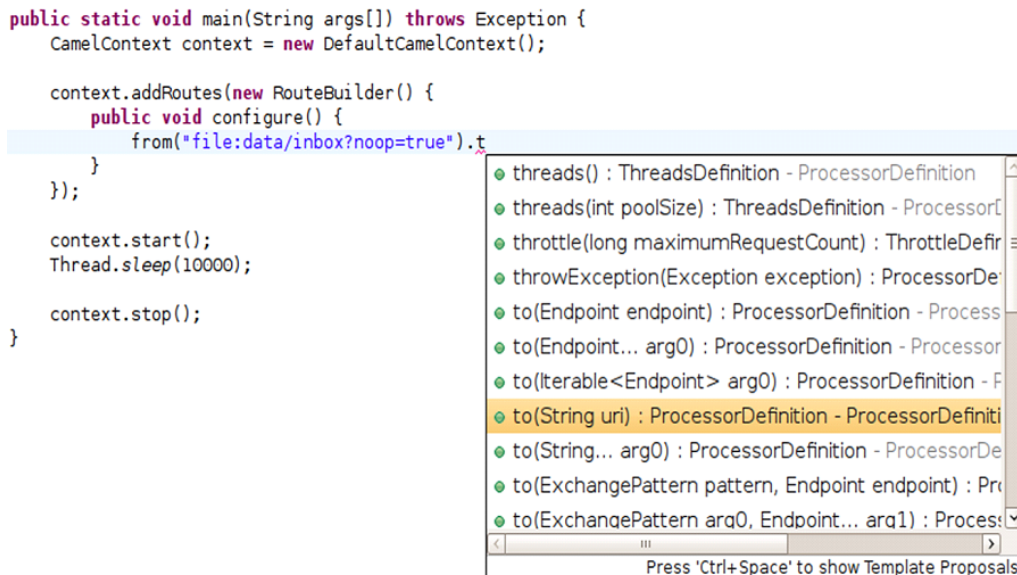 public static void main(String args[]) throws Exception {
CamelContext context = new DefaultCamelContext();
context.addRoutes(new RouteBuilder() {
public void configure() {
from("file:data/inbox?noop=true").t
}
});
context.start();
Thread.sleep(10000);
context.stop();
}
threads() : ThreadsDefinition - ProcessorDefinition
threads(int poolSize) : ThreadsDefinition - Processor
throttle(long maximumRequestCount) : ThrottleDefin
throwException(Exception exception) : ProcessorDe
to(Endpoint endpoint) : ProcessorDefinition - Process
to(Endpoint... arg0) : ProcessorDefinition - Processor
to(Iterable<Endpoint> arg0) : ProcessorDefinition - P
to(String uri) : ProcessorDefinition - ProcessorDefiniti
to(String... arg0) : ProcessorDefinition - ProcessorDe
to(ExchangePattern pattern, Endpoint endpoint) : Pro
to(ExchangePattern arg0, Endpoint... arg1) : Process
Press 'Ctrl+Space' to show Template Proposals